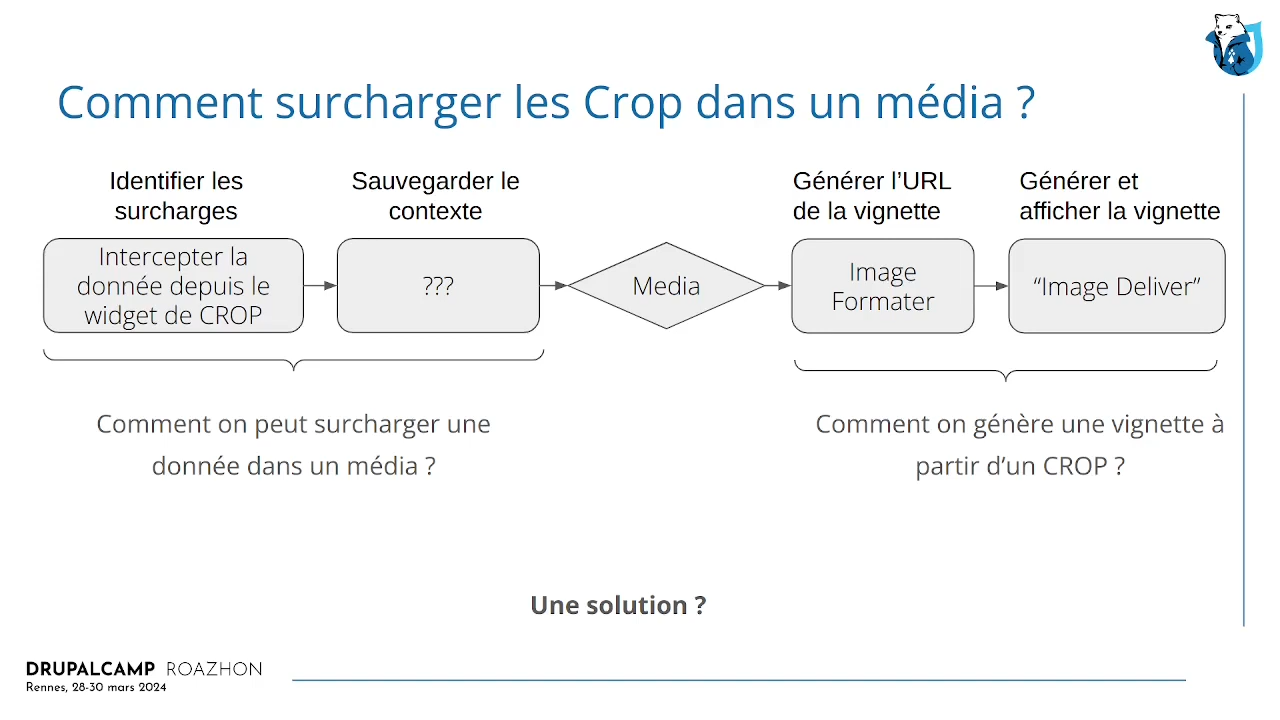 Comment surcharger les Crop dans un média ?
Identifier les
surcharges
Sauvegarder le
contexte
Générer l’URL
de la vignette
Générer et
afficher la vignette
Intercepter la
donnée depuis le
widget de CROP
???
Media
Image
Formater
“Image Deliver”
Comment on peut surcharger une
donnée dans un média ?
Comment on génère une vignette à
partir d’un CROP ?
Une solution ?
DRUPALCAMP ROAZHON
Rennes, 28-30 mars 2024